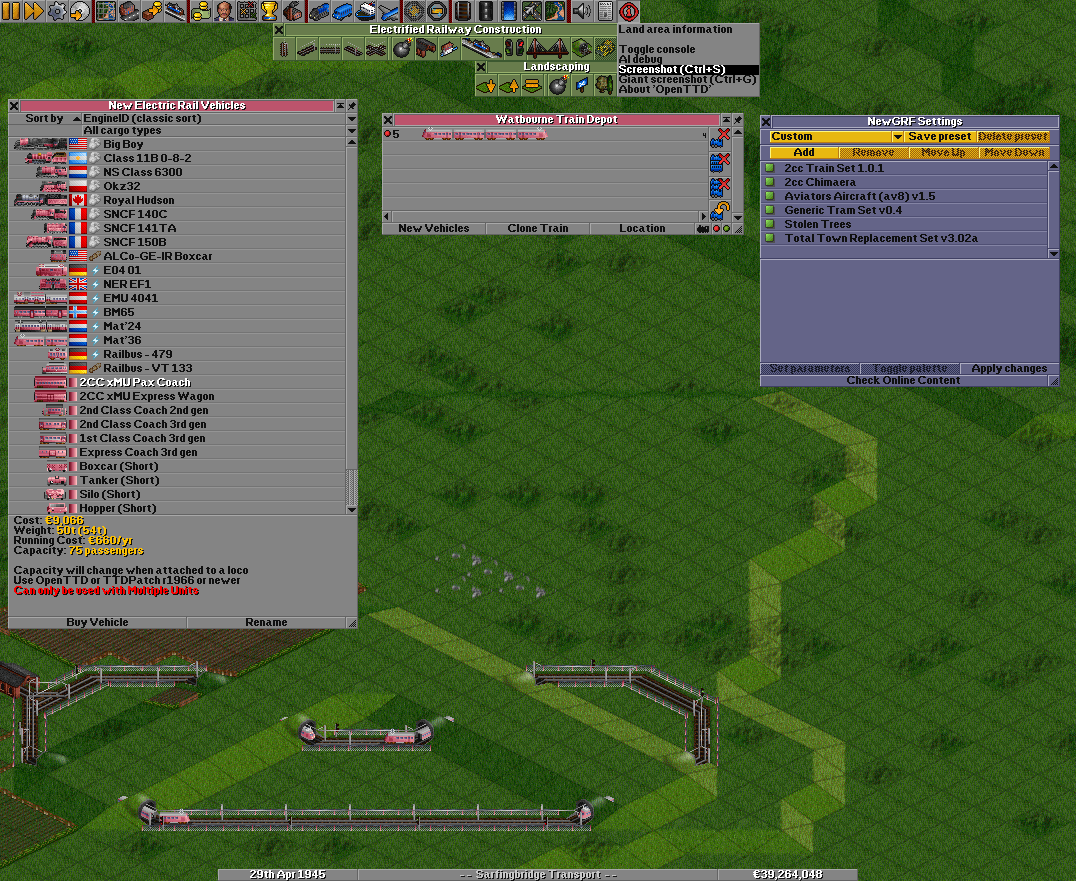 Electrified Railway Construction
Land area information
Toggle console
AI debug
Screenshot (Ctrl+S)
Giant screenshot (Ctrl+G)
About 'OpenTTD'
Landscaping
New Electric Rail Vehicles
Sort by EngineID (classic sort)
All cargo types
Big Boy
Class 11B 0-8-2
NS Class 6300
Okz32
Royal Hudson
SNCF 140C
SNCF 141TA
SNCF 150B
ALCo-GE-IR Boxcar
E04 01
NER EF1
EMU 4041
BM65
Mat'24
Mat'36
Railbus - 479
Railbus - VT 133
2CC xMU Pax Coach
2CC xMU Express Wagon
2nd Class Coach 2nd gen
2nd Class Coach 3rd gen
1st Class Coach 3rd gen
Express Coach 3rd gen
Boxcar (Short)
Tanker (Short)
Silo (Short)
Hopper (Short)
Cost: €9,066
Weight: 50t (54t)
Running Cost: €660/yr
Capacity: 75 passengers
Capacity will change when attached to a loco
Use OpenTTD or TTDPatch r1966 or newer
Can only be used with Multiple Units
Buy Vehicle Rename
Watbourne Train Depot
5 4
New Vehicles Clone Train Location
NewGRF Settings
Custom Save preset Delete preset
Add Remove Move Up Move Down
2cc Train Set 1.0.1
2cc Chimaera
Aviators Aircraft (av8) v1.5
Generic Tram Set v0.4
Stolen Trees
Total Town Replacement Set v3.02a
Set parameters Toggle palette Apply changes
Check Online Content
29th Apr 1945 -- Sarfingbridge Transport -- €39,264,048